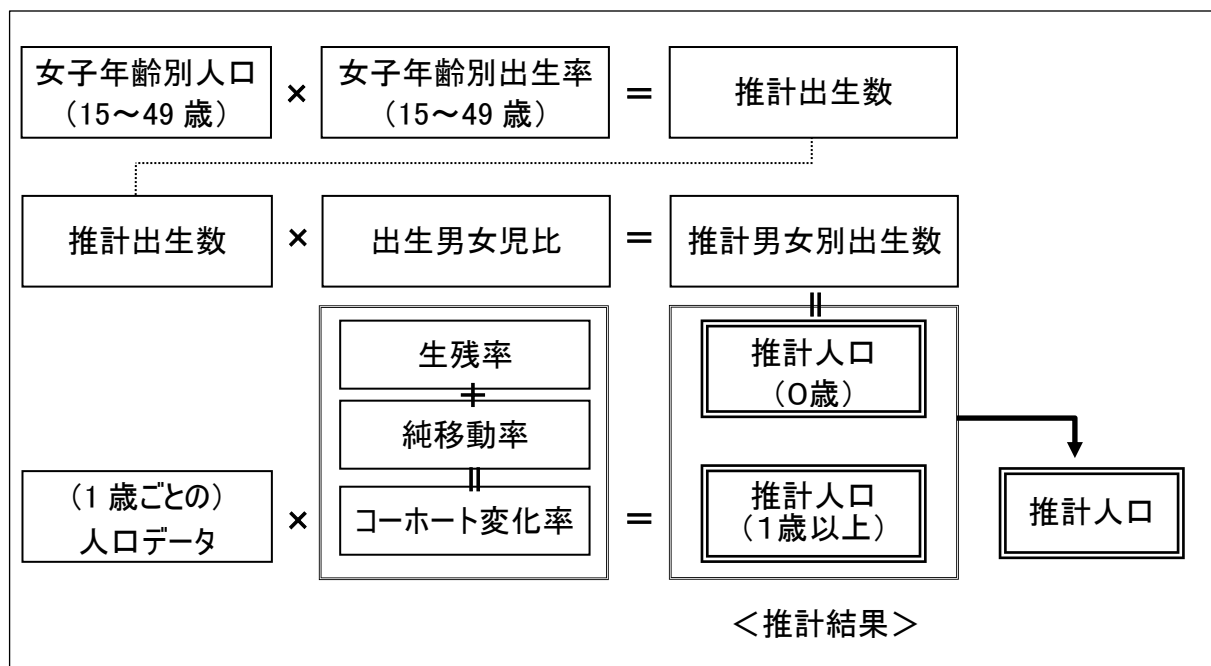 女子年齢別人口
（15～49 歳）
×
女子年齢別出生率
（15～49 歳）
＝
推計出生数
推計出生数
×
出生男女児比
＝
推計男女別出生数
＝
生残率
＋
純移動率
＝
コーホート変化率
推計人口
（0歳）
（1 歳ごとの）
人口データ
×
＝
推計人口
（1歳以上）
推計人口
＜推計結果＞